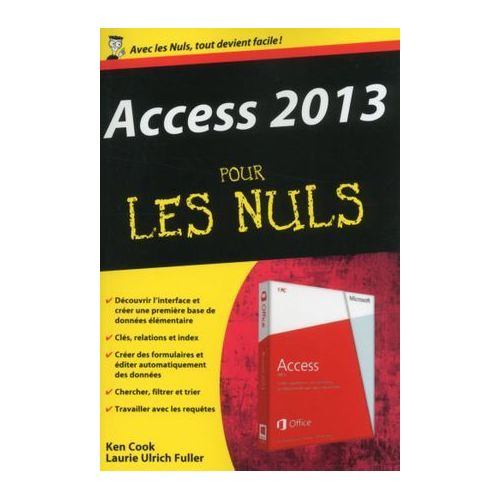 Avec les Nuls, tout devient facile !
Access 2013
POUR
LES NULS
✓ Découvrir l'interface et
créer une première base de
données élémentaire
✓ Clés, relations et index
✓ Créer des formulaires et
éditer automatiquement
des données
✓ Chercher, filtrer et trier
✓ Travailler avec les requêtes
1 PC
Microsoft
Access
Office
Ken Cook
Laurie Ulrich Fuller